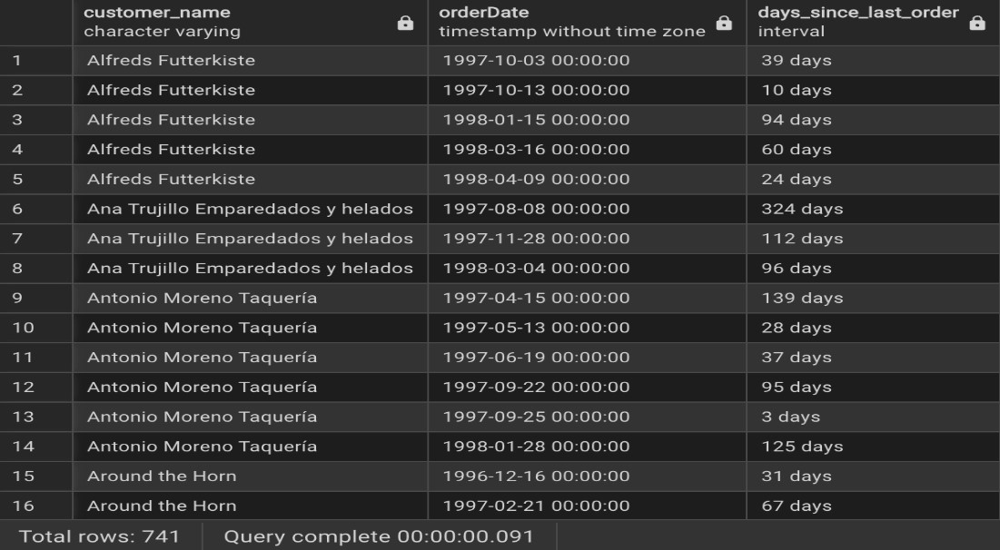 customer_name orderDate days_since_last_order
character varying timestamp without time zone interval
1 Alfreds Futterkiste 1997-10-03 00:00:00 39 days
2 Alfreds Futterkiste 1997-10-13 00:00:00 10 days
3 Alfreds Futterkiste 1998-01-15 00:00:00 94 days
4 Alfreds Futterkiste 1998-03-16 00:00:00 60 days
5 Alfreds Futterkiste 1998-04-09 00:00:00 24 days
6 Ana Trujillo Emparedados y helados 1997-08-08 00:00:00 324 days
7 Ana Trujillo Emparedados y helados 1997-11-28 00:00:00 112 days
8 Ana Trujillo Emparedados y helados 1998-03-04 00:00:00 96 days
9 Antonio Moreno Taquería 1997-04-15 00:00:00 139 days
10 Antonio Moreno Taquería 1997-05-13 00:00:00 28 days
11 Antonio Moreno Taquería 1997-06-19 00:00:00 37 days
12 Antonio Moreno Taquería 1997-09-22 00:00:00 95 days
13 Antonio Moreno Taquería 1997-09-25 00:00:00 3 days
14 Antonio Moreno Taquería 1998-01-28 00:00:00 125 days
15 Around the Horn 1996-12-16 00:00:00 31 days
16 Around the Horn 1997-02-21 00:00:00 67 days
Total rows: 741 Query complete 00:00:00.091